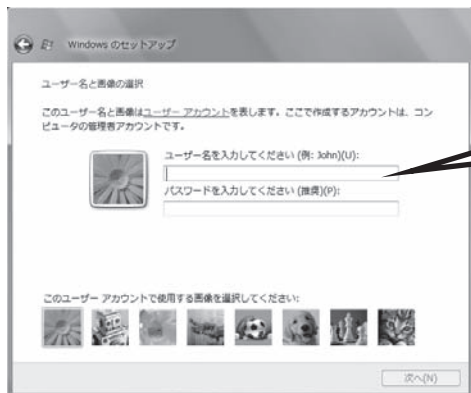 Windows のセットアップ
ユーザー名と画像の選択
このユーザー名と画像はユーザー アカウントを表します。ここで作成するアカウントは、コン
ピュータの管理者アカウントです。
ユーザー名を入力してください (例: John)(U):
パスワードを入力してください (推奨)(P):
このユーザー アカウントで使用する画像を選択してください:
次へ(N)